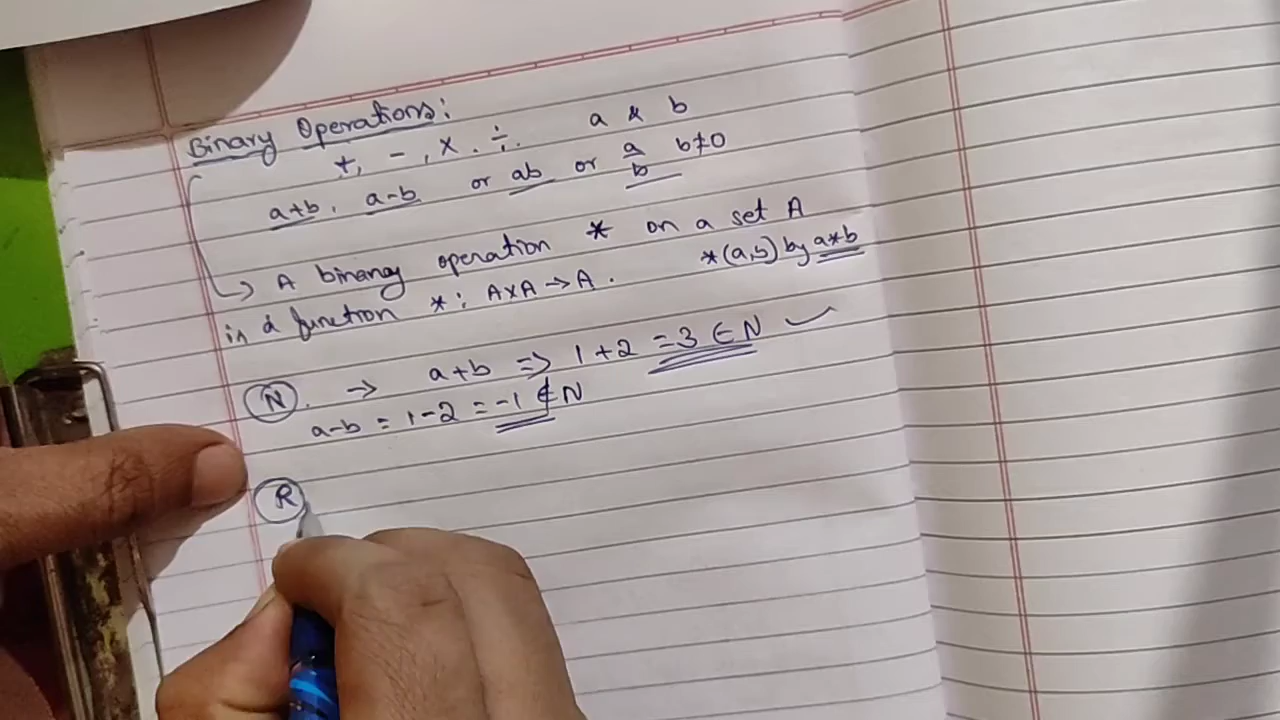 Binary Operations:
+, -, x. ÷. a & b
a+b, a-b or ab or a/b b≠0
→ A binary operation * on a set A
is a function *: A×A → A. *(a,b) by a*b
N. → a+b => 1+2 = 3 ∈ N ✓
a-b = 1-2 = -1 ∉ N
R